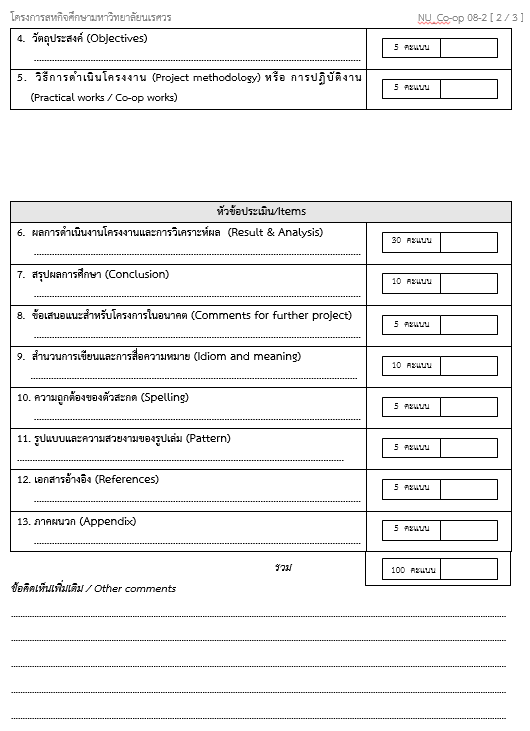 โครงการสหกิจศึกษามหาวิทยาลัยนเรศวร NU_Co-op 08-2 [ 2 / 3 ]
4. วัตถุประสงค์ (Objectives)
5 คะแนน
5. วิธีการดำเนินโครงงาน (Project methodology) หรือ การปฏิบัติงาน
(Practical works / Co-op works)
5 คะแนน
หัวข้อประเมิน/Items
6. ผลการดำเนินงานโครงงานและการวิเคราะห์ผล (Result & Analysis)
30 คะแนน
7. สรุปผลการศึกษา (Conclusion)
10 คะแนน
8. ข้อเสนอแนะสำหรับโครงการในอนาคต (Comments for further project)
5 คะแนน
9. สำนวนการเขียนและการสื่อความหมาย (Idiom and meaning)
10 คะแนน
10. ความถูกต้องของตัวสะกด (Spelling)
5 คะแนน
11. รูปแบบและความสวยงามของรูปเล่ม (Pattern)
5 คะแนน
12. เอกสารอ้างอิง (References)
5 คะแนน
13. ภาคผนวก (Appendix)
5 คะแนน
รวม
100 คะแนน
ข้อคิดเห็นเพิ่มเติม / Other comments